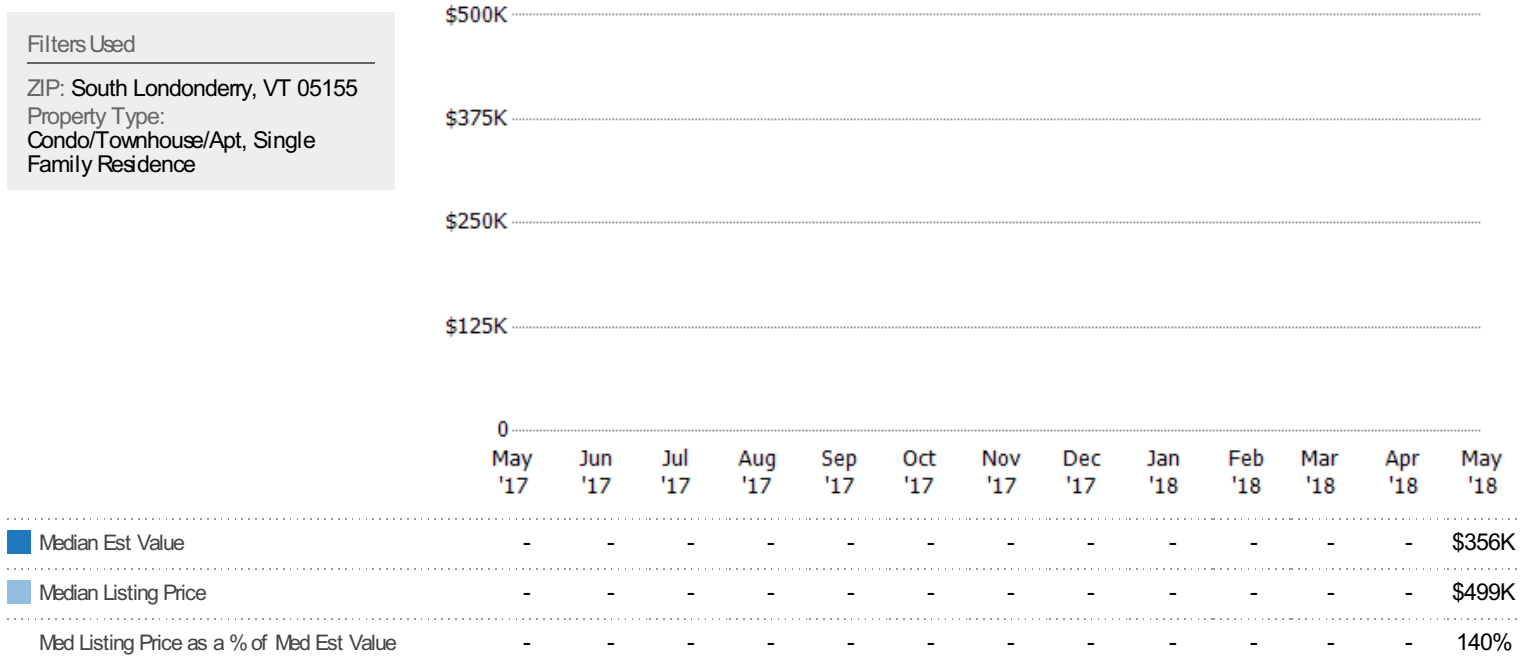 Filters Used
ZIP: South Londonderry, VT 05155
Property Type:
Condo/Townhouse/Apt, Single
Family Residence
$500K
$375K
$250K
$125K
0
May Jun Jul Aug Sep Oct Nov Dec Jan Feb Mar Apr May
'17 '17 '17 '17 '17 '17 '17 '17 '18 '18 '18 '18 '18
Median Est Value - - - - - - - - - - - - $356K
Median Listing Price - - - - - - - - - - - - $499K
Med Listing Price as a % of Med Est Value - - - - - - - - - - - - 140%